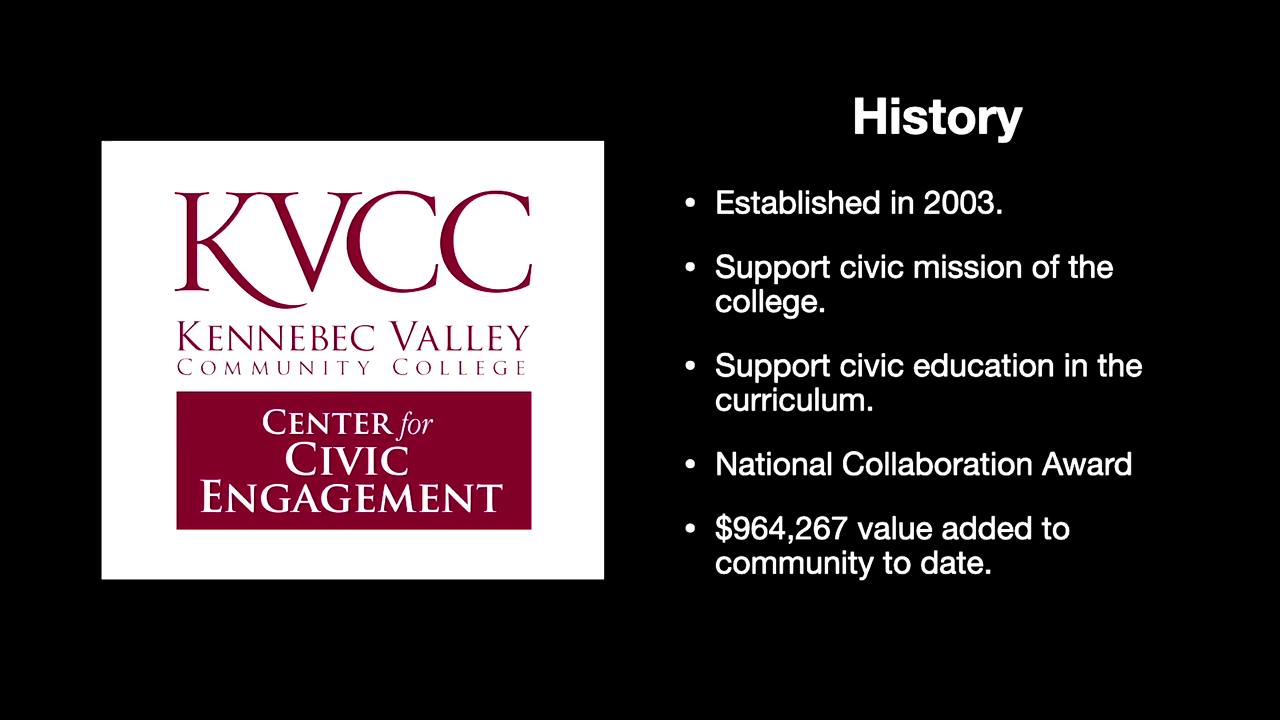 KVCC
KENNEBEC VALLEY
COMMUNITY COLLEGE
CENTER for
CIVIC
ENGAGEMENT
History
• Established in 2003.
• Support civic mission of the
college.
• Support civic education in the
curriculum.
• National Collaboration Award
• $964,267 value added to
community to date.